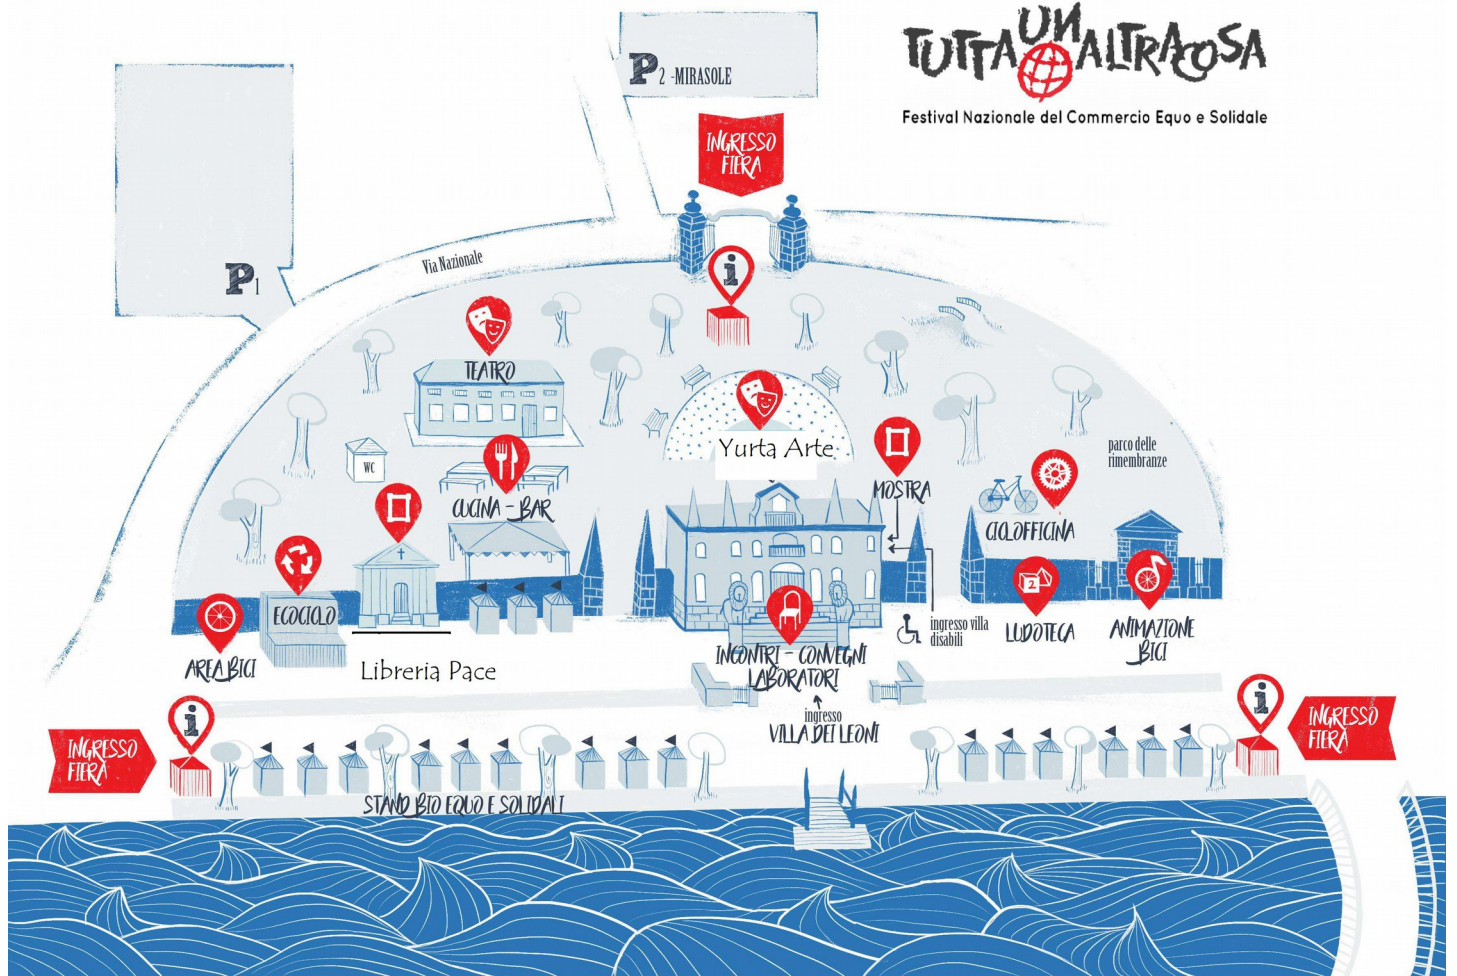 TUTTA UN ALTRA COSA
Festival Nazionale del Commercio Equo e Solidale
P2 -MIRASOLE
INGRESSO
FIERA
P1
Via Nazionale
i
TEATRO
Yurta Arte
WC
CUCINA - BAR
MOSTRA
parco delle
rimembranze
CICLOFFICINA
ECOCICLO
AREA BICI
Libreria Pace
INCONTRI - CONVEGNI
LABORATORI
ingresso
VILLA DEI LEONI
ingresso villa
disabili
2
LUDOTECA
ANIMAZIONE
BICI
i
INGRESSO
FIERA
i
INGRESSO
FIERA
STAND BIO EQUO E SOLIDALI